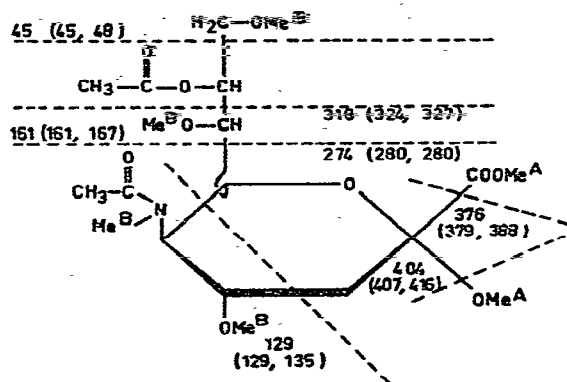 H₂C—OMeᴮ
45 (45, 48)
O
CH₃—C—O—CH
318 (324, 327)
161 (161, 167)
Meᴮ O—CH
274 (280, 280)
O
CH₃-C
N
Meᴮ
O
COOMeᴬ
376
(379, 388)
404
(407, 416)
OMeᴬ
OMeᴮ
129
(129, 135)